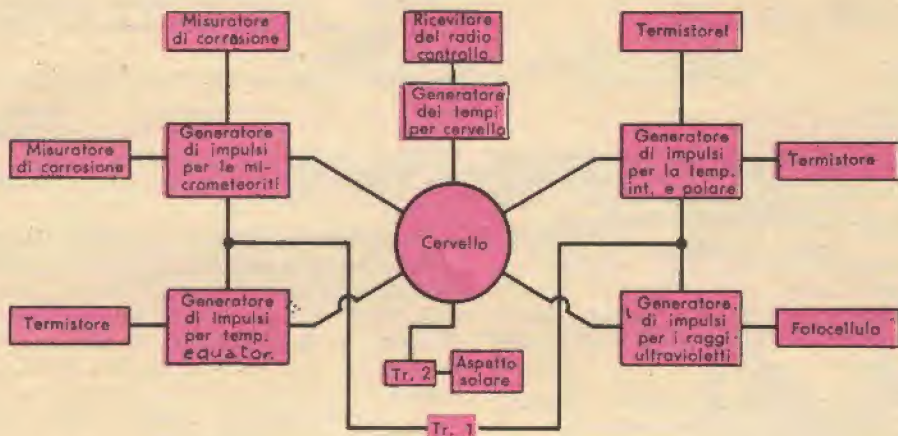 Misuratore
di corrosione
Ricevitore
del radio
controllo
Termistore
Generatore
dei tempi
per cervello
Misuratore
di corrosione
Generatore
di impulsi
per le mi-
crometeoriti
Generatore
di impulsi
per la temp.
int. e polare
Termistore
Cervello
Termistore
Generatore
di impulsi
per temp.
equator.
Generatore
di impulsi
per i raggi
ultravioletti
Fotocellula
Tr. 2
Aspetto
solare
Tr. 1